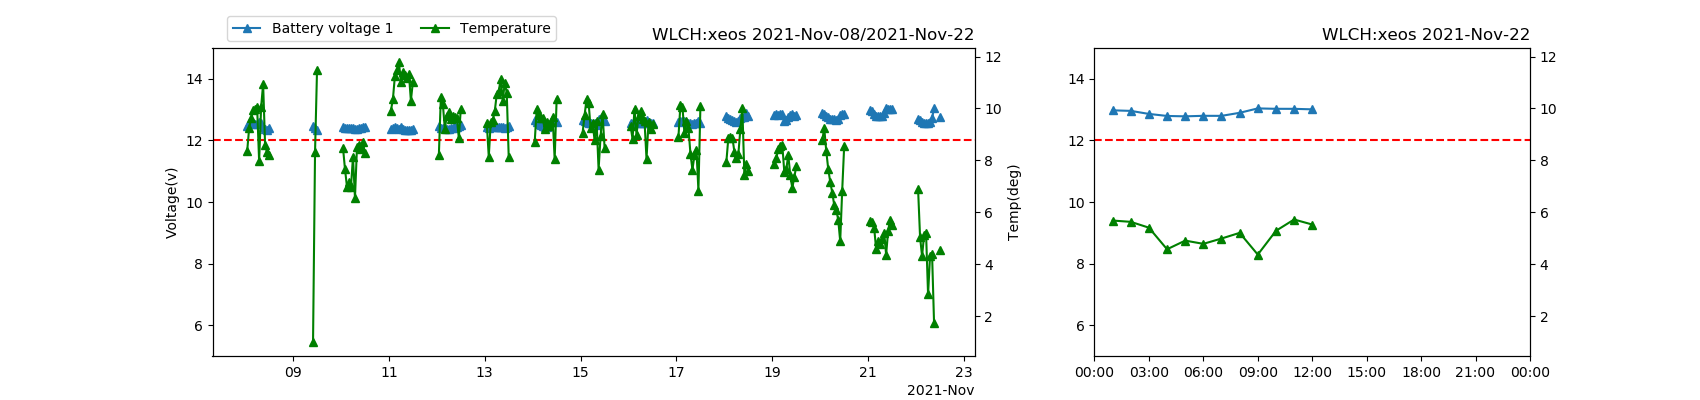 Battery voltage 1 Temperature
WLCH:xeos 2021-Nov-08/2021-Nov-22
WLCH:xeos 2021-Nov-22
14
12
10
8
6
Voltage(v)
12
10
8
6
4
2
Temp(deg)
09 11 13 15 17 19 21 23
2021-Nov
14
12
10
8
6
12
10
8
6
4
2
00:00 03:00 06:00 09:00 12:00 15:00 18:00 21:00 00:00